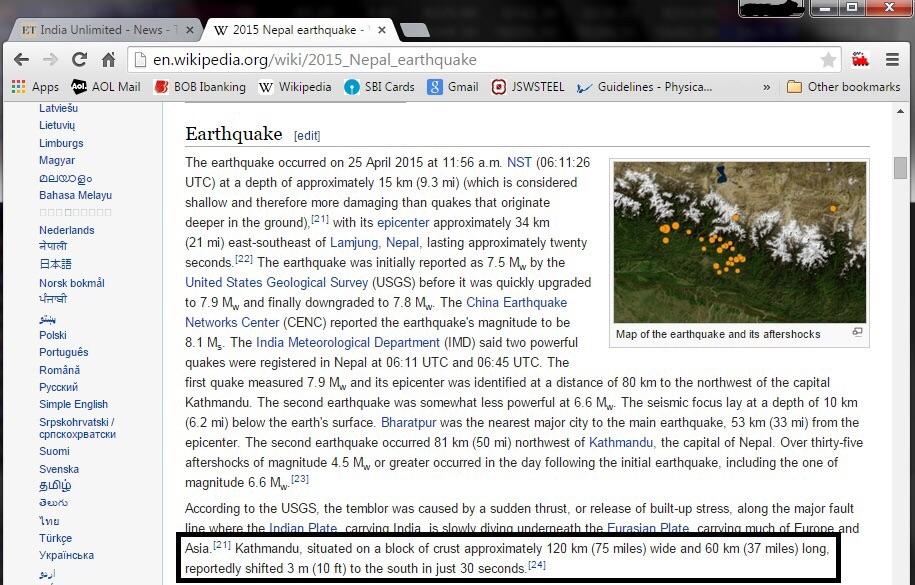 ET India Unlimited - News - T
W 2015 Nepal earthquake -
en.wikipedia.org/wiki/2015_Nepal_earthquake
Apps AOL Mail BOB Ibanking Wikipedia SBI Cards Gmail JSWSTEEL Guidelines - Physica... » Other bookmarks
Latviešu
Lietuvių
Limburgs
Magyar
മലയാളം
Bahasa Melayu
Nederlands
नेपाली
日本語
Norsk bokmål
ਪੰਜਾਬੀ
پښتو
Polski
Português
Română
Русский
Simple English
Srpskohrvatski /
српскохрватски
Suomi
Svenska
தமிழ்
తెలుగు
ไทย
Türkçe
Українська
اردو
Earthquake [edit]
The earthquake occurred on 25 April 2015 at 11:56 a.m. NST (06:11:26
UTC) at a depth of approximately 15 km (9.3 mi) (which is considered
shallow and therefore more damaging than quakes that originate
deeper in the ground),[21] with its epicenter approximately 34 km
(21 mi) east-southeast of Lamjung, Nepal, lasting approximately twenty
seconds.[22] The earthquake was initially reported as 7.5 Mw by the
United States Geological Survey (USGS) before it was quickly upgraded
to 7.9 Mw and finally downgraded to 7.8 Mw. The China Earthquake
Networks Center (CENC) reported the earthquake's magnitude to be
8.1 Ms. The India Meteorological Department (IMD) said two powerful
quakes were registered in Nepal at 06:11 UTC and 06:45 UTC. The
first quake measured 7.9 Mw and its epicenter was identified at a distance of 80 km to the northwest of the capital
Kathmandu. The second earthquake was somewhat less powerful at 6.6 Mw. The seismic focus lay at a depth of 10 km
(6.2 mi) below the earth's surface. Bharatpur was the nearest major city to the main earthquake, 53 km (33 mi) from the
epicenter. The second earthquake occurred 81 km (50 mi) northwest of Kathmandu, the capital of Nepal. Over thirty-five
aftershocks of magnitude 4.5 Mw or greater occurred in the day following the initial earthquake, including the one of
magnitude 6.6 Mw.[23]
Map of the earthquake and its aftershocks
According to the USGS, the temblor was caused by a sudden thrust, or release of built-up stress, along the major fault
line where the Indian Plate, carrying India, is slowly diving underneath the Eurasian Plate, carrying much of Europe and
Asia.[21] Kathmandu, situated on a block of crust approximately 120 km (75 miles) wide and 60 km (37 miles) long,
reportedly shifted 3 m (10 ft) to the south in just 30 seconds.[24]